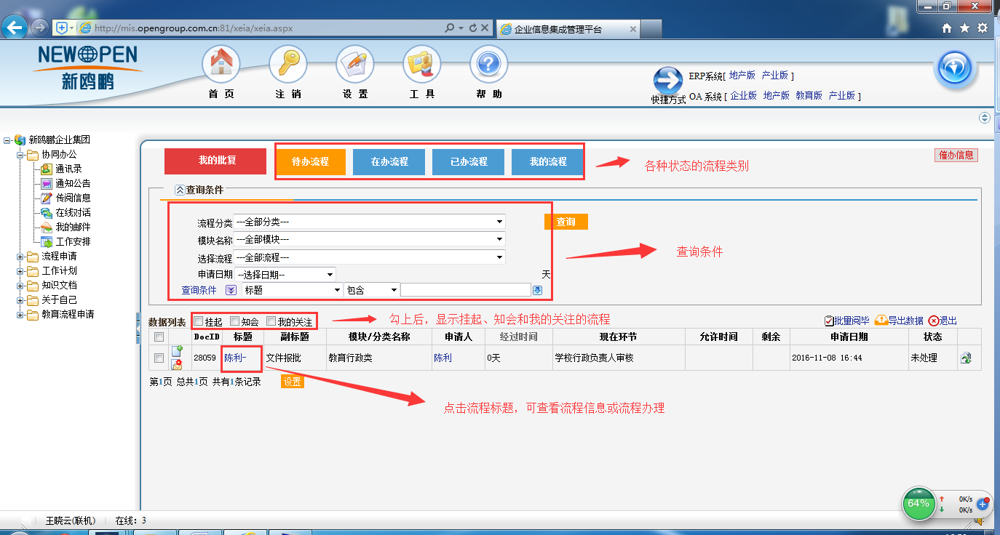 http://mis.opengroup.com.cn:81/xeia/xeia.aspx
企业信息集成管理平台
NEW OPEN
新鸥鹏
首 页
注 销
设 置
工 具
帮 助
快捷方式
ERP系统[ 地产版 产业版 ]
OA 系统 [ 企业版 地产版 教育版 产业版 ]
新鸥鹏企业集团
协同办公
通讯录
通知公告
传阅信息
在线对话
我的邮件
工作安排
流程申请
工作计划
知识文档
关于自己
教育流程申请
我的批复 待办流程 在办流程 已办流程 我的流程
各种状态的流程类别
催办信息
查询条件
流程分类 ---全部分类---
查询
模块名称 ---全部模块---
选择流程 ---全部流程---
查询条件
申请日期 --选择日期-- 天
查询条件 标题 包含
数据列表 挂起 知会 我的关注
勾上后，显示挂起、知会和我的关注的流程
批量阅毕 导出数据 退出
DocID 标题 副标题 模块/分类名称 申请人 经过时间 现在环节 允许时间 剩余 申请日期 状态
28059 陈利- 文件报批 教育行政类 陈利 0天 学校行政负责人审核 2016-11-08 16:44 未处理
第1页 总共1页 共有1条记录 设置
点击流程标题，可查看流程信息或流程办理
64%
0K/s
0K/s
王晓云(联机) 在线：3